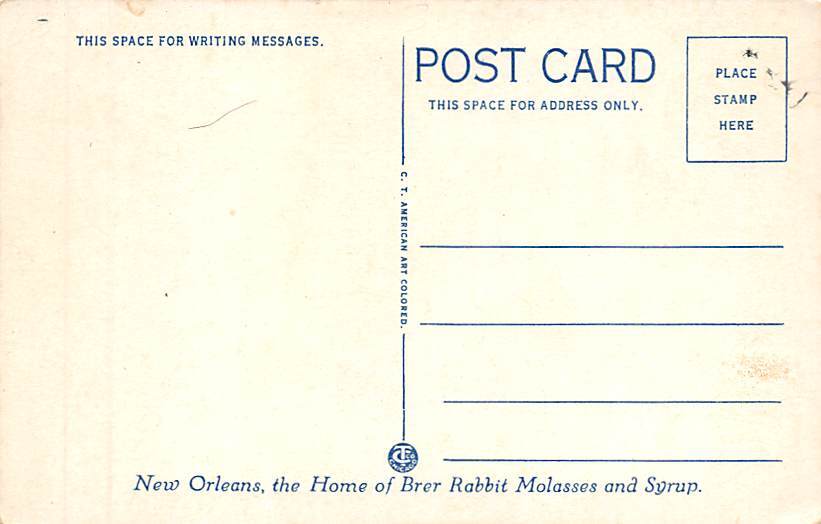 THIS SPACE FOR WRITING MESSAGES.
POST CARD
THIS SPACE FOR ADDRESS ONLY.
PLACE
STAMP
HERE
C. T. AMERICAN ART COLORED.
New Orleans, the Home of Brer Rabbit Molasses and Syrup.